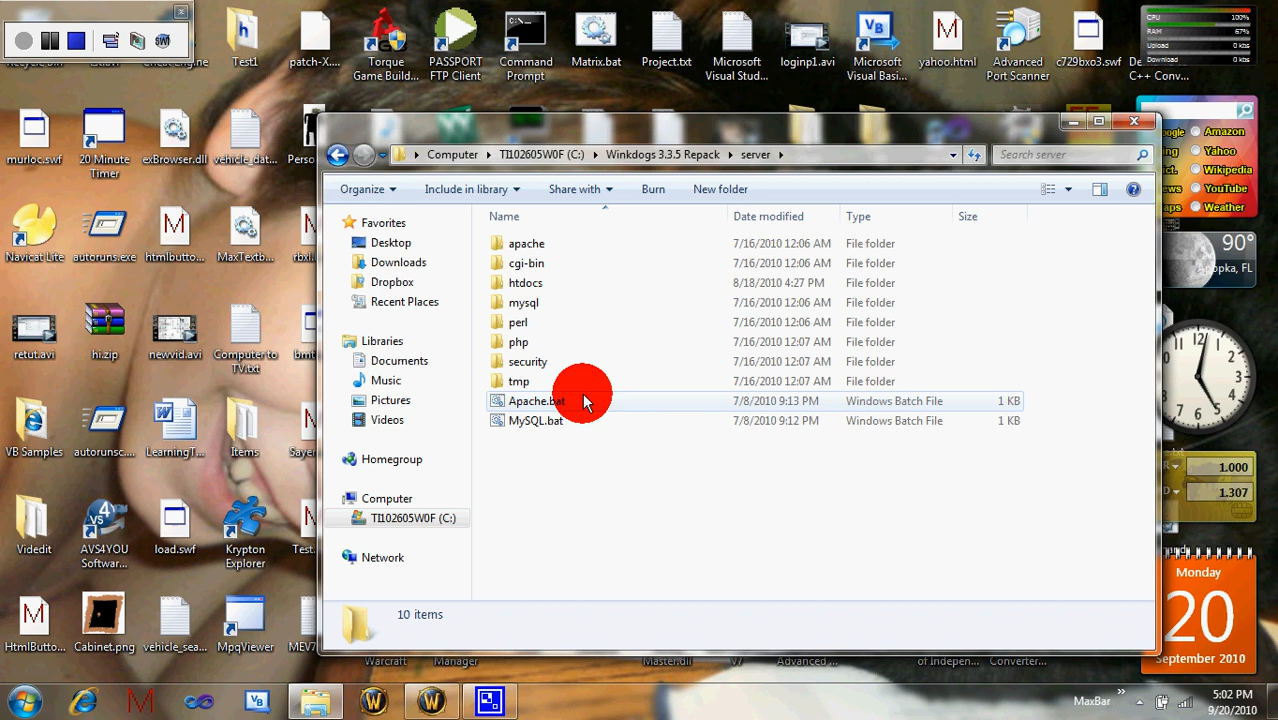 Test1
patch-X....
Torque
Game Build...
PASSPORT
FTP Client
Command
Prompt
Matrix.bat
Project.txt
Microsoft
Visual Stud...
loginp1.avi
Microsoft
Visual Basi...
yahoo.html
Advanced
Port Scanner
c729bxo3.swf
C++ Conv...
CPU 100%
RAM 67%
Upload 0 kbs
Download 0 kbs
murloc.swf
20 Minute
Timer
exBrowser.dll
vehicle_dat...
Perso
Navicat Lite
autoruns.exe
htmlbutto...
MaxTextb...
rbxl
retut.avi
hi.zip
newvid.avi
Computer to
TV.txt
VB Samples
autorunsc....
LearningT...
Items
Sayer
Videdit
AVS4YOU
Softwar...
load.swf
Krypton
Explorer
Test.
HtmlButto...
Cabinet.png
vehicle_sea...
MpqViewer
MEV7
Computer
TI102605W0F (C:)
Winkdogs 3.3.5 Repack
server
Search server
Organize
Include in library
Share with
Burn
New folder
Name Date modified Type Size
Favorites
Desktop
Downloads
Dropbox
Recent Places
Libraries
Documents
Music
Pictures
Videos
Homegroup
Computer
TI102605W0F (C:)
Network
apache 7/16/2010 12:06 AM File folder
cgi-bin 7/16/2010 12:06 AM File folder
htdocs 8/18/2010 4:27 PM File folder
mysql 7/16/2010 12:06 AM File folder
perl 7/16/2010 12:06 AM File folder
php 7/16/2010 12:07 AM File folder
security 7/16/2010 12:07 AM File folder
tmp 7/16/2010 12:07 AM File folder
Apache.bat 7/8/2010 9:13 PM Windows Batch File 1 KB
MySQL.bat 7/8/2010 9:12 PM Windows Batch File 1 KB
10 items
ogle Amazon
ing Yahoo
ict. Wikipedia
ews YouTube
aps Weather
90°
opka, FL
1.000
1.307
Monday
20
September 2010
Warcraft
Manager
Master.dll
V7
Advanced ...
of Indepen...
Converter...
MaxBar
5:02 PM
9/20/2010